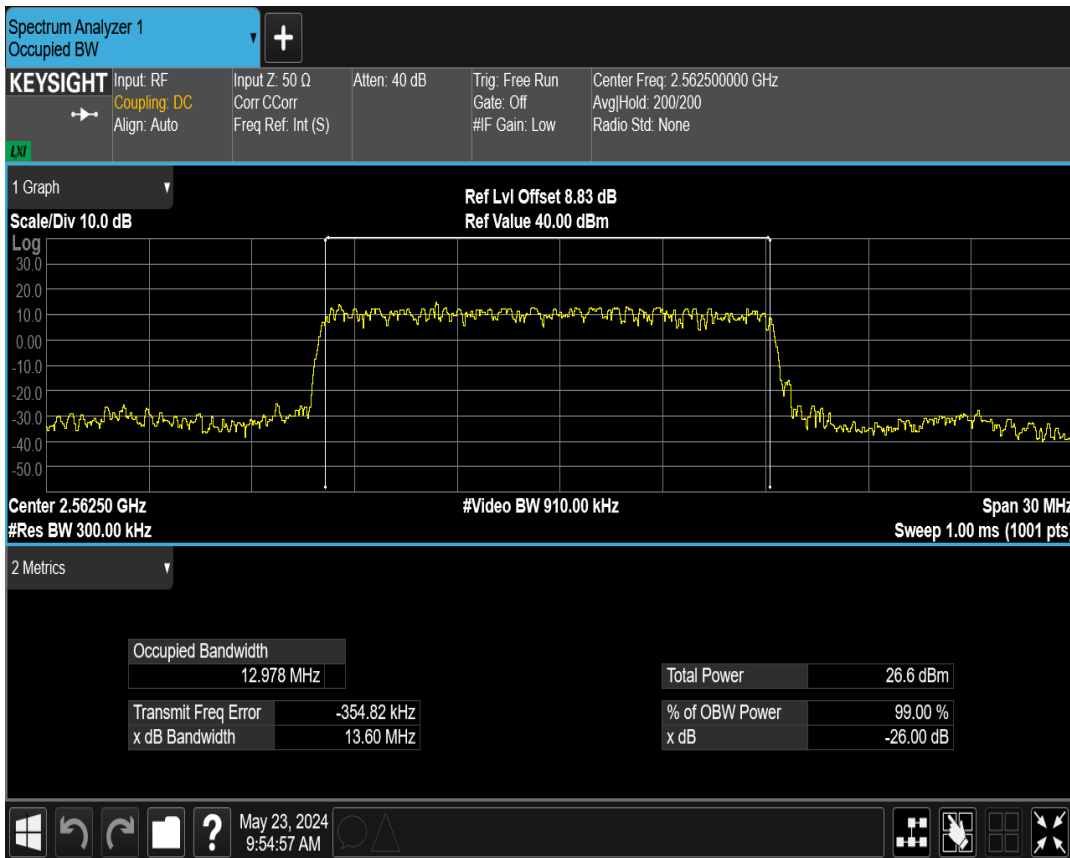 Spectrum Analyzer 1
Occupied BW
KEYSIGHT
LXI
Input: RF
Coupling: DC
Align: Auto
Input Z: 50 Ω
Corr CCorr
Freq Ref: Int (S)
Atten: 40 dB
Trig: Free Run
Gate: Off
#IF Gain: Low
Center Freq: 2.562500000 GHz
Avg|Hold: 200/200
Radio Std: None
1 Graph
Ref Lvl Offset 8.83 dB
Scale/Div 10.0 dB
Ref Value 40.00 dBm
Log
30.0
20.0
10.0
0.00
-10.0
-20.0
-30.0
-40.0
-50.0
Center 2.56250 GHz
#Video BW 910.00 kHz
Span 30 MHz
#Res BW 300.00 kHz
Sweep 1.00 ms (1001 pts)
2 Metrics
Occupied Bandwidth
12.978 MHz
Total Power 26.6 dBm
Transmit Freq Error -354.82 kHz
% of OBW Power 99.00 %
x dB Bandwidth 13.60 MHz
x dB -26.00 dB
?
May 23, 2024
9:54:57 AM